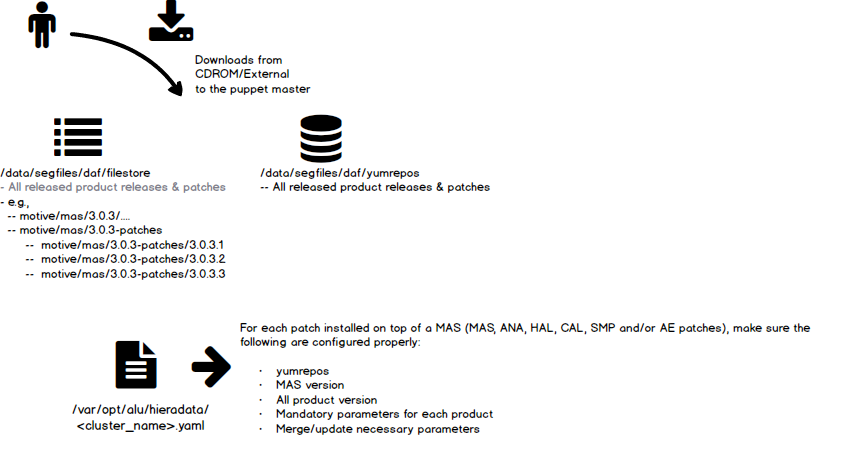 Downloads from
CDROM/External
to the puppet master
/data/segfiles/daf/filestore
- All released product releases & patches
- e.g.,
-- motive/mas/3.0.3/....
-- motive/mas/3.0.3-patches
-- motive/mas/3.0.3-patches/3.0.3.1
-- motive/mas/3.0.3-patches/3.0.3.2
-- motive/mas/3.0.3-patches/3.0.3.3
/data/segfiles/daf/yumrepos
-- All released product releases & patches
For each patch installed on top of a MAS (MAS, ANA, HAL, CAL, SMP and/or AE patches), make sure the
following are configured properly:
· yumrepos
· MAS version
· All product version
· Mandatory parameters for each product
· Merge/update necessary parameters
/var/opt/alu/hieradata/
<cluster_name>.yaml